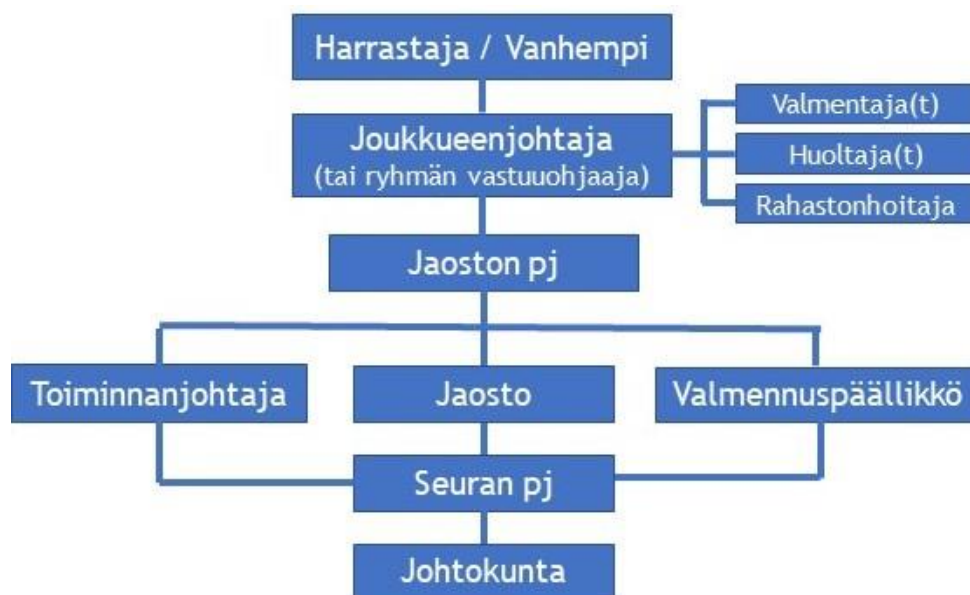 Harrastaja / Vanhempi
Joukkueenjohtaja
(tai ryhmän vastuuohjaaja)
Valmentaja(t)
Huoltaja(t)
Rahastonhoitaja
Jaoston pj
Toiminnanjohtaja
Jaosto
Valmennuspäällikkö
Seuran pj
Johtokunta